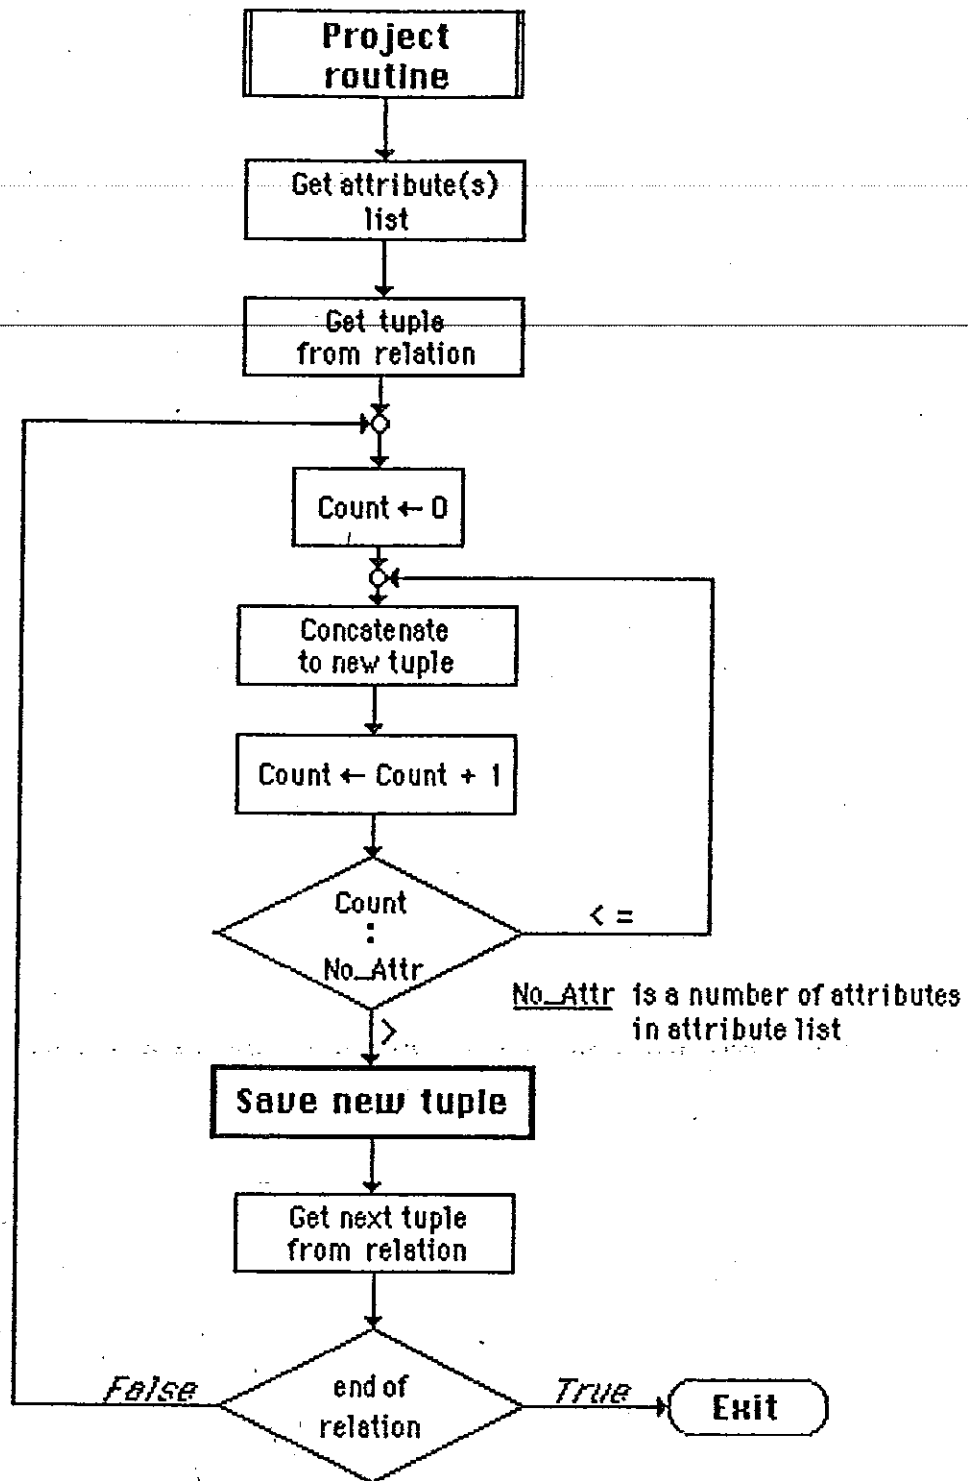 Project
routine
Get attribute(s)
list
Get tuple
from relation
Count ← 0
Concatenate
to new tuple
Count ← Count + 1
Count
:
No_Attr
< =
No_Attr is a number of attributes
in attribute list
>
Save new tuple
Get next tuple
from relation
end of
relation
False
True
Exit